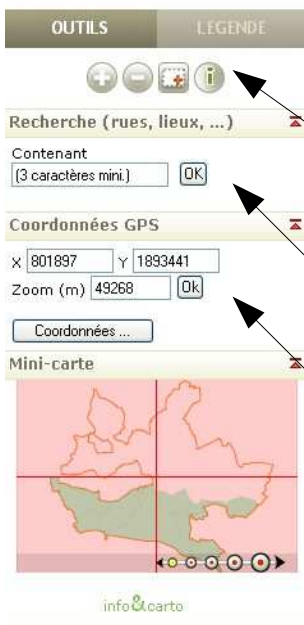 OUTILS LEGENDE
Recherche (rues, lieux, ...)
Contenant
(3 caractères mini.) OK
Coordonnées GPS
X 801897 Y 1893441
Zoom (m) 49268 Ok
Coordonnées ...
Mini-carte
info&carto